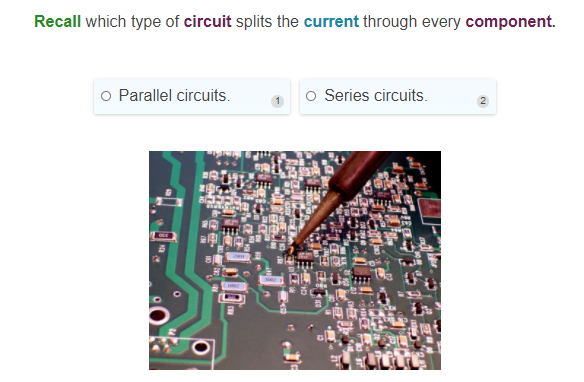 Recall which type of circuit splits the current through every component.
Parallel circuits.
1
Series circuits.
2